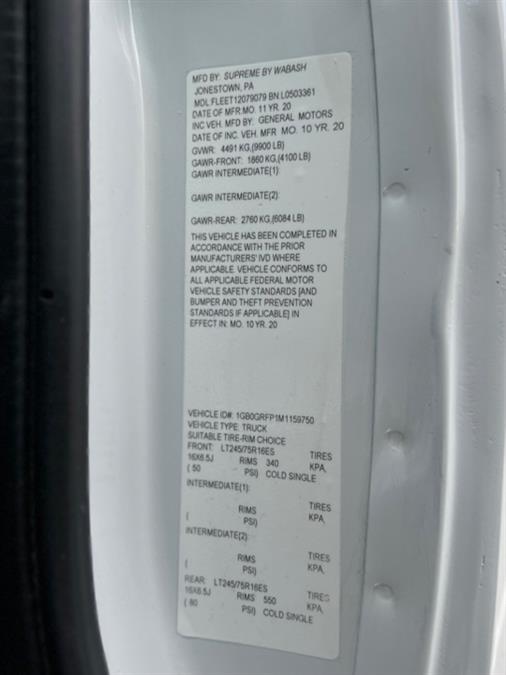 MFD BY: SUPREME BY WABASH
JONESTOWN, PA
MDL:FLEET12079079 BN:L0503361
DATE OF MFR:MO. 11 YR. 20
INC VEH. MFD BY: GENERAL MOTORS
DATE OF INC. VEH. MFR MO. 10 YR. 20
GVWR: 4491 KG,(9900 LB)
GAWR-FRONT: 1860 KG,(4100 LB)
GAWR INTERMEDIATE(1):
GAWR INTERMEDIATE(2):
GAWR-REAR: 2760 KG,(6084 LB)
THIS VEHICLE HAS BEEN COMPLETED IN
ACCORDANCE WITH THE PRIOR
MANUFACTURERS' IVD WHERE
APPLICABLE. VEHICLE CONFORMS TO
ALL APPLICABLE FEDERAL MOTOR
VEHICLE SAFETY STANDARDS [AND
BUMPER AND THEFT PREVENTION
STANDARDS IF APPLICABLE] IN
EFFECT IN: MO. 10 YR. 20
VEHICLE ID#: 1GB0GRFP1M1159750
VEHICLE TYPE: TRUCK
SUITABLE TIRE-RIM CHOICE
FRONT: LT245/75R16ES TIRES
16X6.5J RIMS 340 KPA,
( 50 PSI) COLD SINGLE
INTERMEDIATE(1): TIRES
RIMS KPA,
( PSI)
INTERMEDIATE(2): TIRES
RIMS KPA,
( PSI)
REAR: LT245/75R16ES TIRES
16X6.5J RIMS 550 KPA,
( 80 PSI) COLD SINGLE